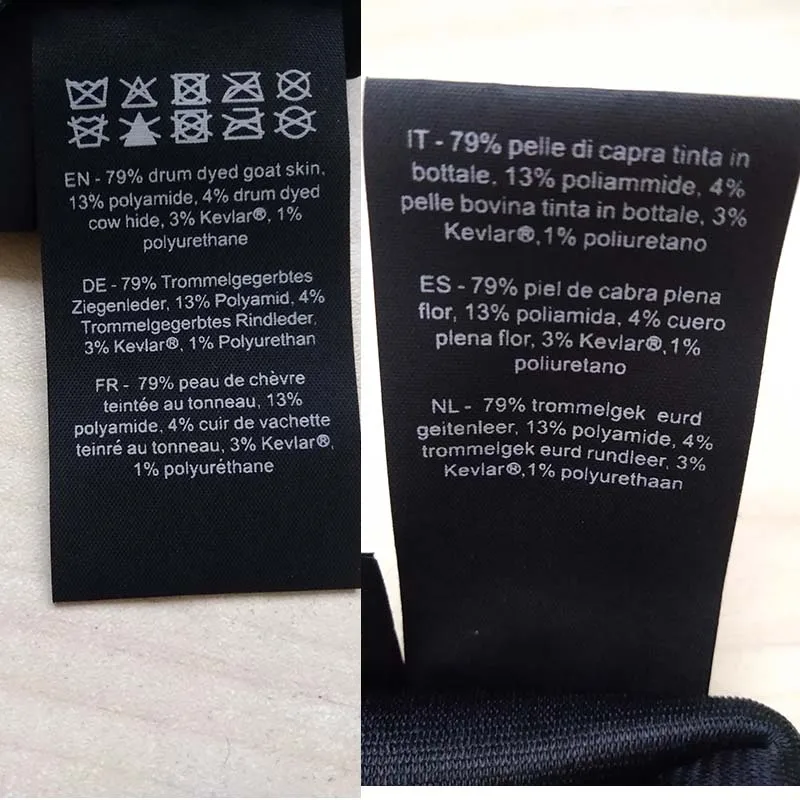 EN - 79% drum dyed goat skin,
13% polyamide, 4% drum dyed
cow hide, 3% Kevlar®, 1%
polyurethane
DE - 79% Trommelgegerbtes
Ziegenleder, 13% Polyamid, 4%
Trommelgegerbtes Rindleder,
3% Kevlar®, 1% Polyurethan
FR - 79% peau de chèvre
teintée au tonneau, 13%
polyamide, 4% cuir de vachette
teinré au tonneau, 3% Kevlar®,
1% polyuréthane
IT - 79% pelle di capra tinta in
bottale, 13% poliammide, 4%
pelle bovina tinta in bottale, 3%
Kevlar®,1% poliuretano
ES - 79% piel de cabra plena
flor, 13% poliamida, 4% cuero
plena flor, 3% Kevlar®,1%
poliuretano
NL - 79% trommelgek eurd
geitenleer, 13% polyamide, 4%
trommelgek eurd rundleer, 3%
Kevlar®,1% polyurethaan